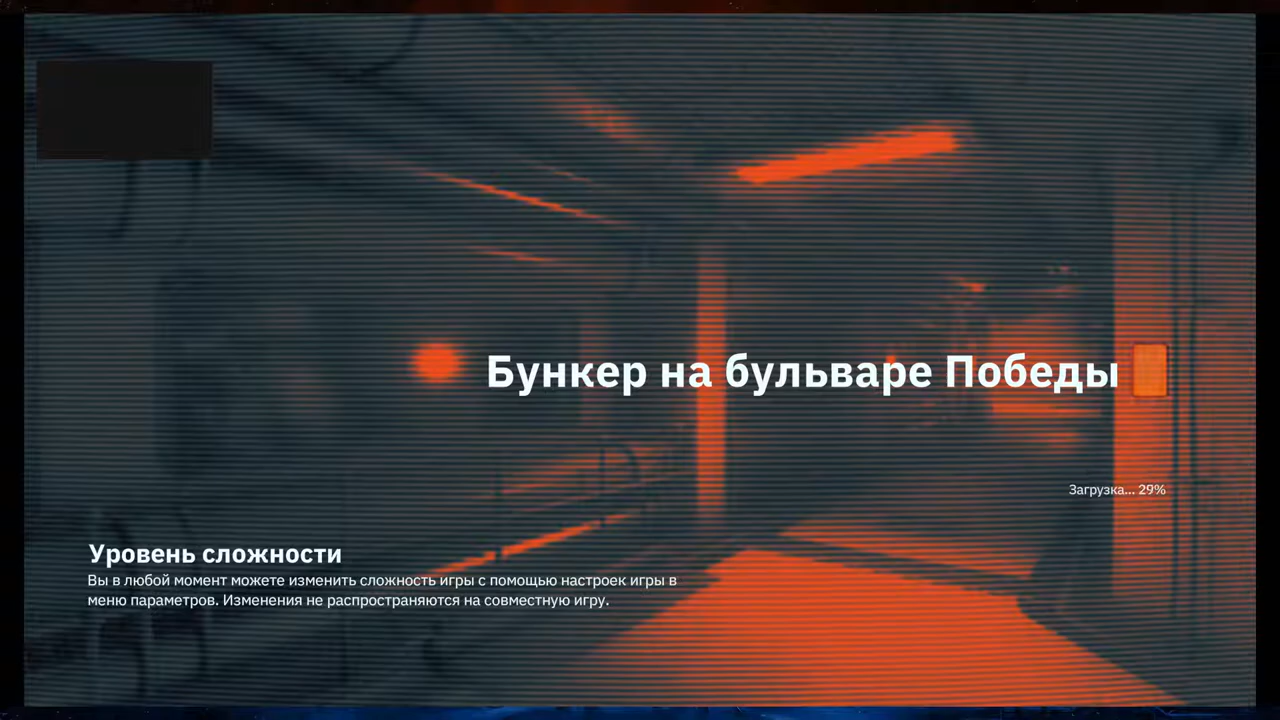 Бункер на бульваре Победы
Загрузка... 29%
Уровень сложности
Вы в любой момент можете изменить сложность игры с помощью настроек игры в
меню параметров. Изменения не распространяются на совместную игру.